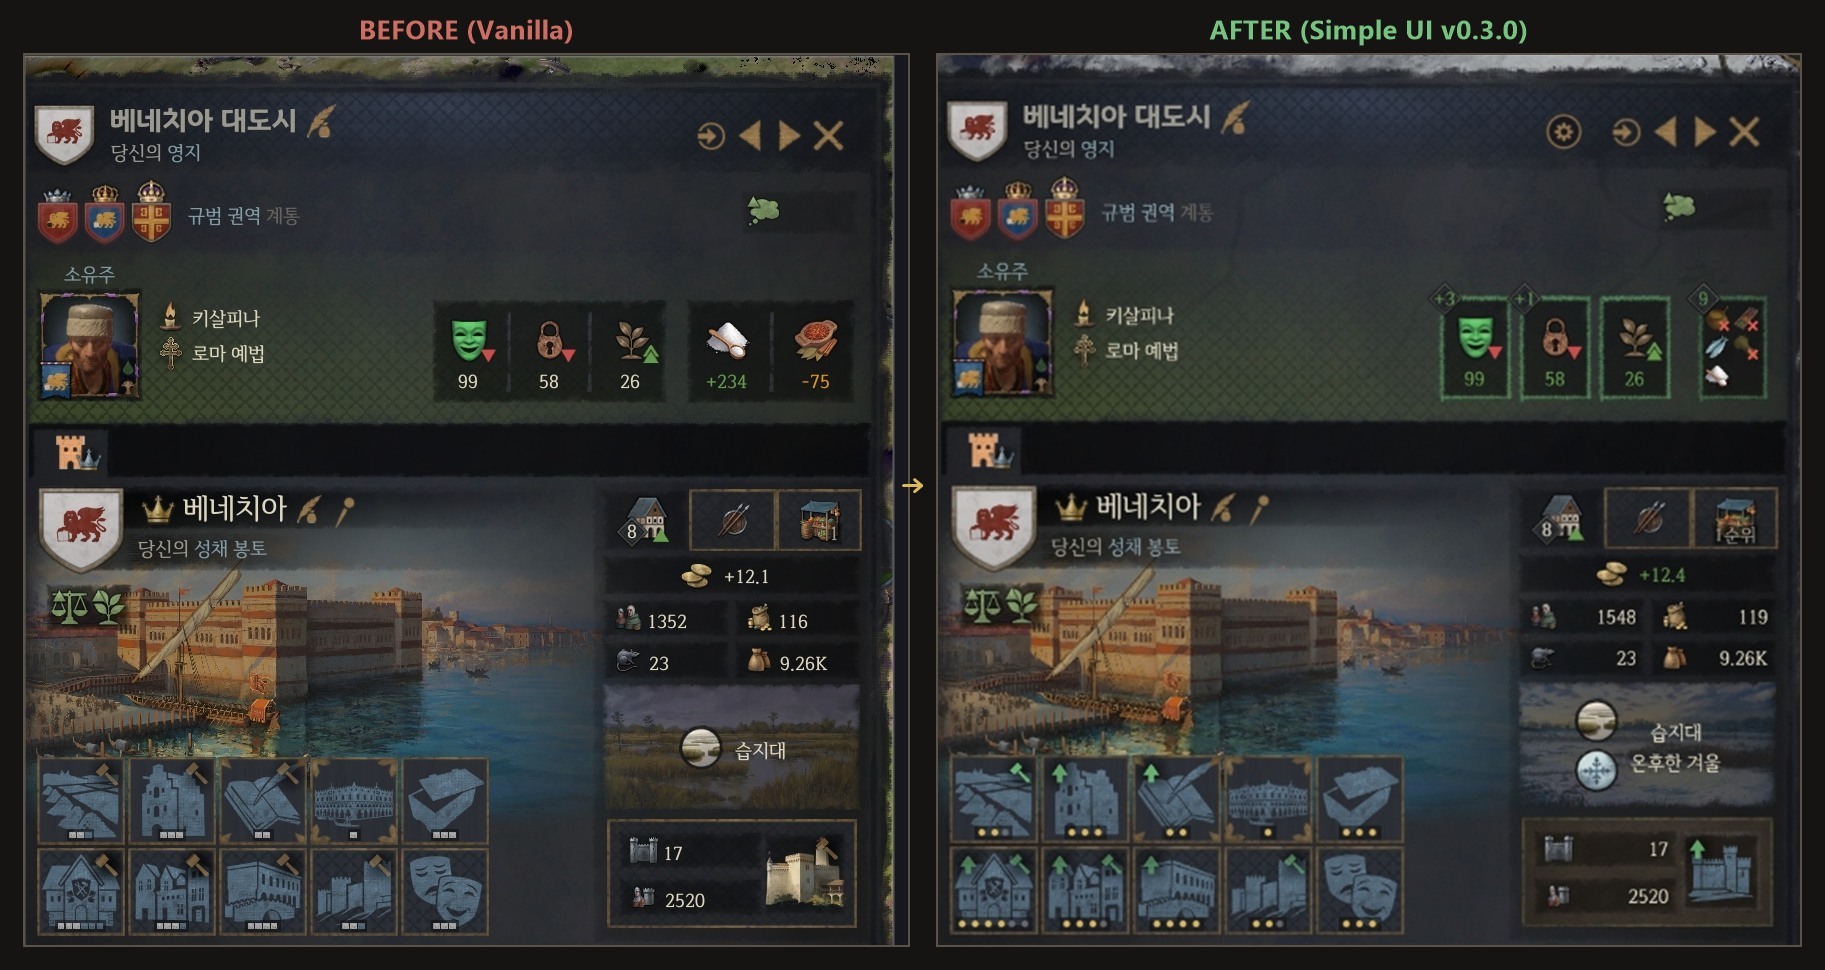 BEFORE (Vanilla)
베네치아 대도시
당신의 영지
규범 권역 계통
소유주
키살피나
로마 예법
99
58
26
+234
-75
베네치아
당신의 성채 봉토
8
1
+12.1
1352
116
23
9.26K
습지대
17
2520
→
AFTER (Simple UI v0.3.0)
베네치아 대도시
당신의 영지
규범 권역 계통
소유주
키살피나
로마 예법
+3
+1
9
99
58
26
베네치아
당신의 성채 봉토
8
1순위
+12.4
1548
119
23
9.26K
습지대
온후한 겨울
17
2520